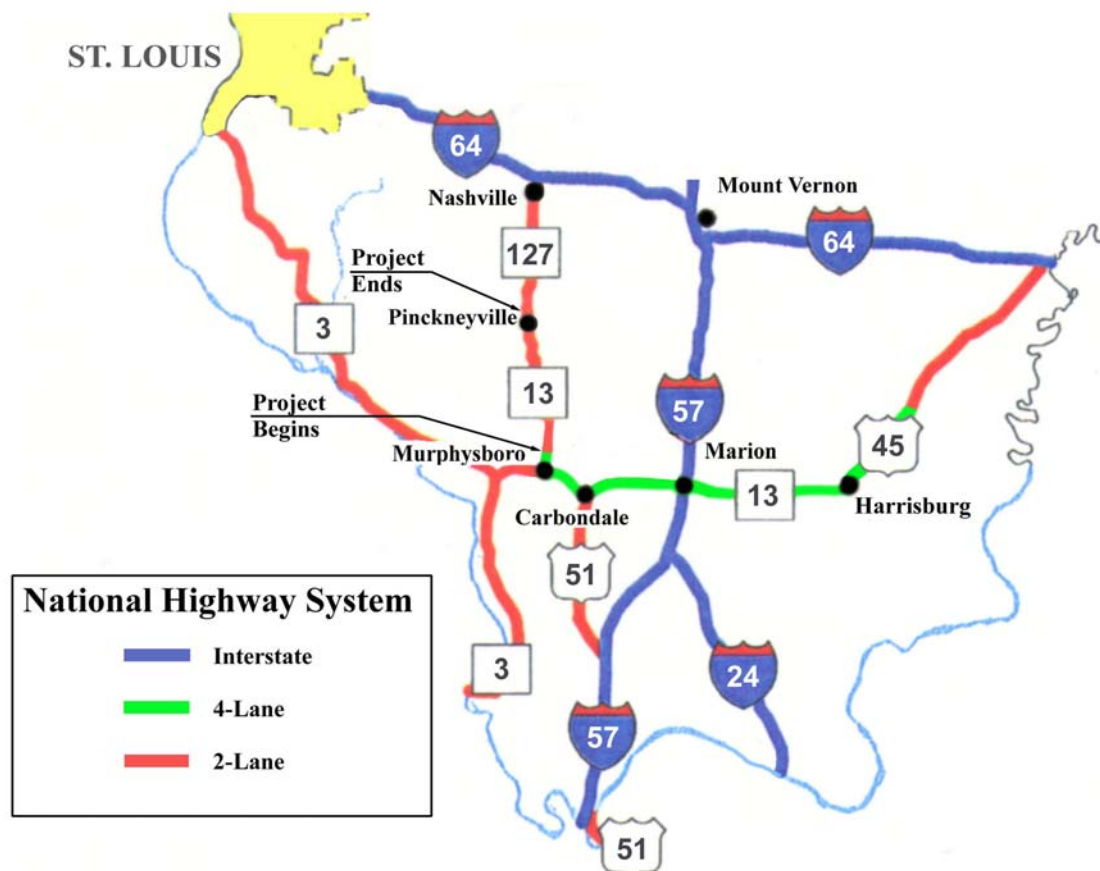 ST. LOUIS
64
Nashville
Mount Vernon
127
64
Project
Ends
Pinckneyville
3
13
57
Project
Begins
45
Murphysboro
Marion
13
Harrisburg
Carbondale
51
National Highway System
Interstate
4-Lane
2-Lane
3
24
57
51